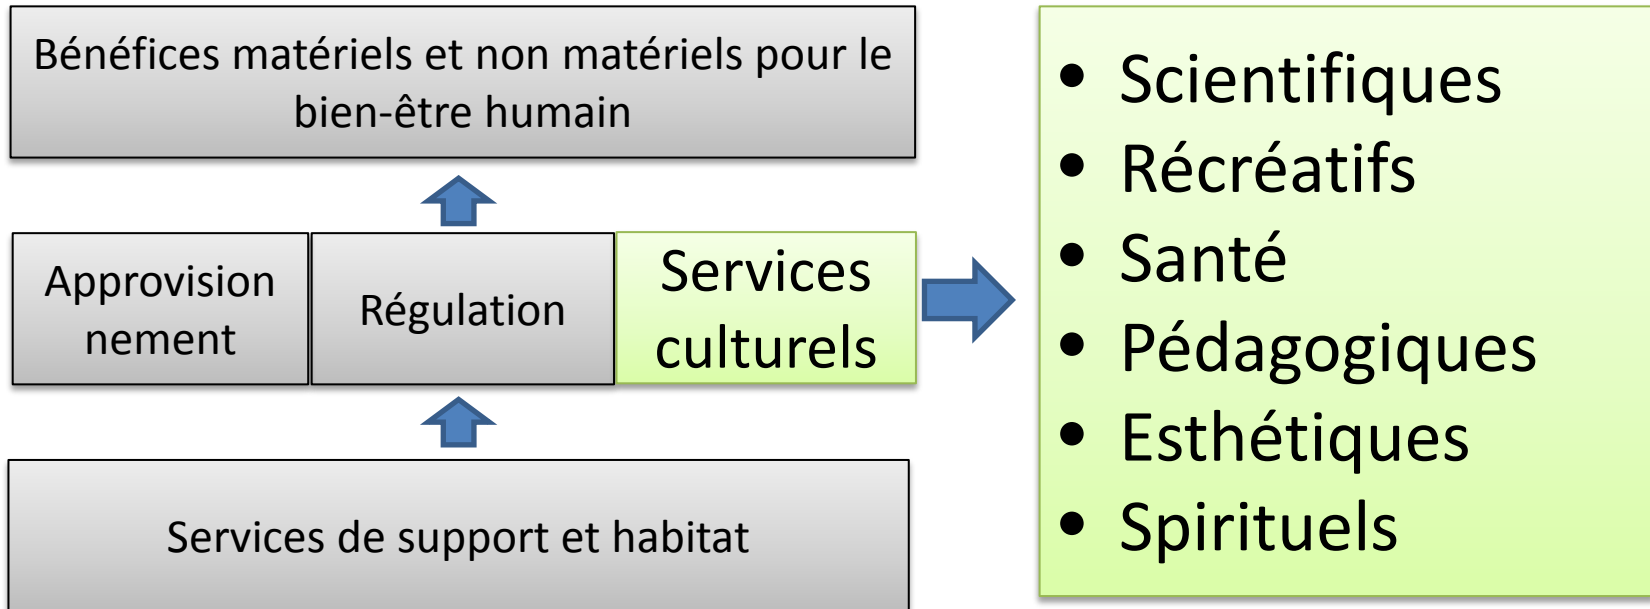 Bénéfices matériels et non matériels pour le
bien-être humain
Approvision
nement
Régulation
Services
culturels
Services de support et habitat
• Scientifiques
• Récréatifs
• Santé
• Pédagogiques
• Esthétiques
• Spirituels